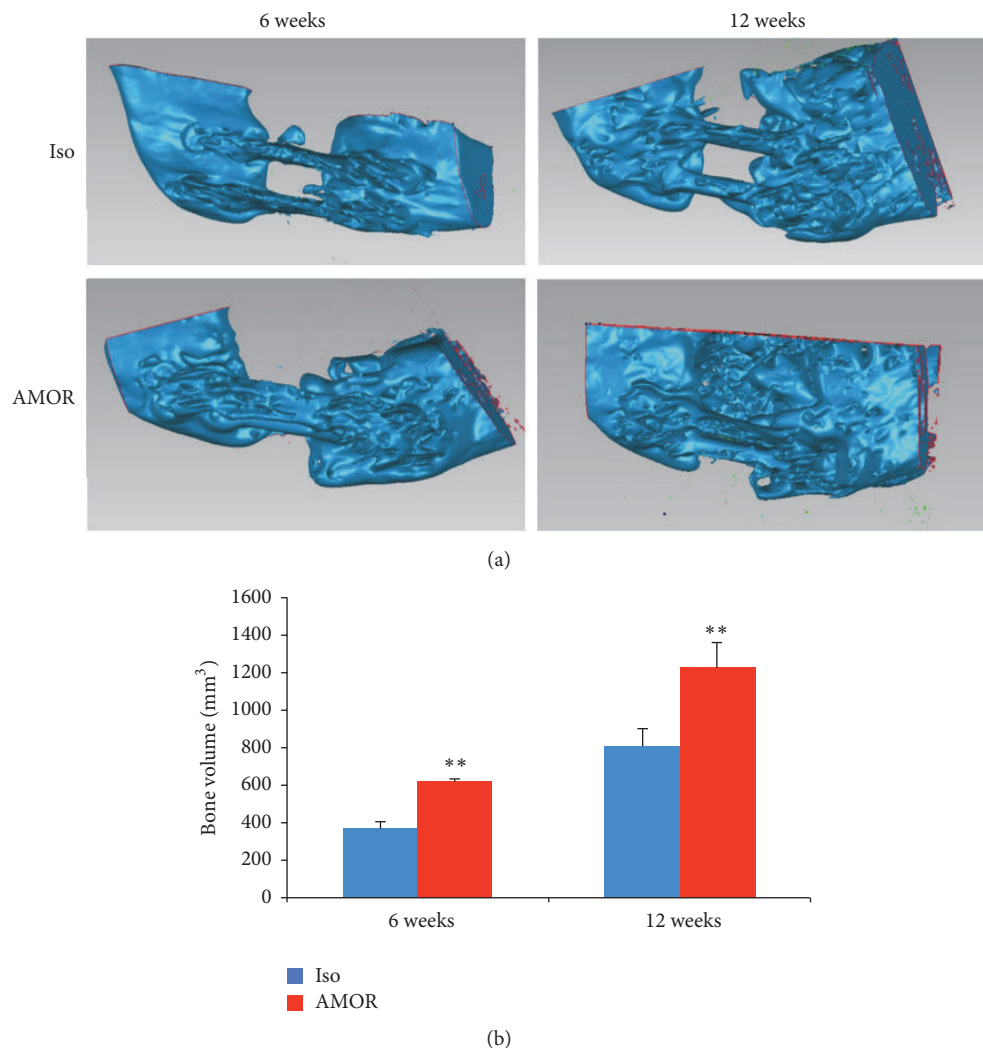 6 weeks
12 weeks
Iso
AMOR
(a)
1600
1400
1200
1000
800
600
400
200
0
Bone volume (mm³)
**
**
6 weeks
12 weeks
Iso
AMOR
(b)